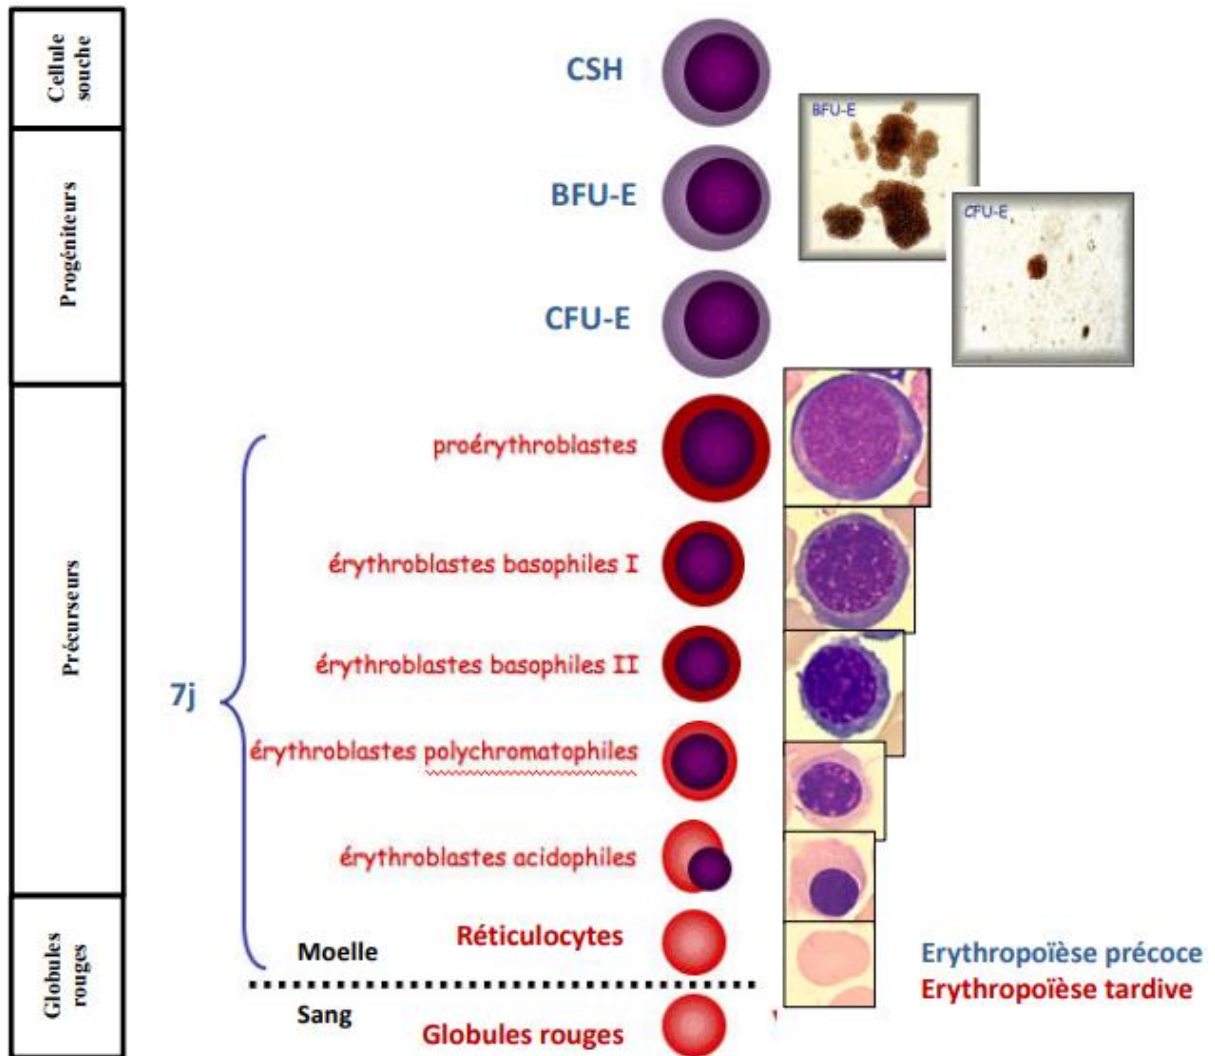 Cellule
souche
CSH
BFU-E
BFU-E
Progéniteurs
CFU-E
CFU-E
proérythroblastes
érythroblastes basophiles I
Précurseurs
érythroblastes basophiles II
7j
érythroblastes polychromatophiles
érythroblastes acidophiles
Globules
rouges
Réticulocytes
Moelle
Sang
Globules rouges
Erythropoïèse précoce
Erythropoïèse tardive